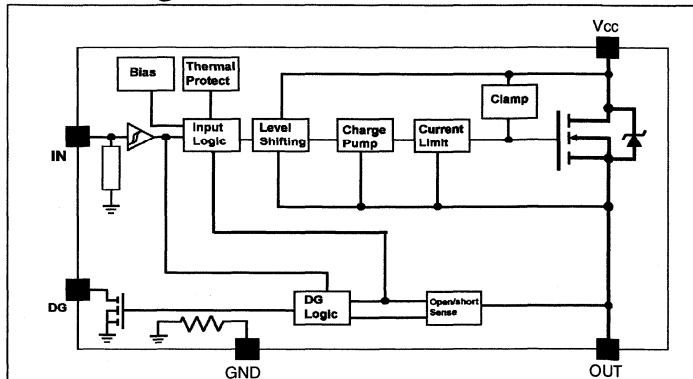 Vcc
Bias
Thermal
Protect
Clamp
IN
Input
Logic
Level
Shifting
Charge
Pump
Current
Limit
DG
DG
Logic
Open/short
Sense
GND
OUT